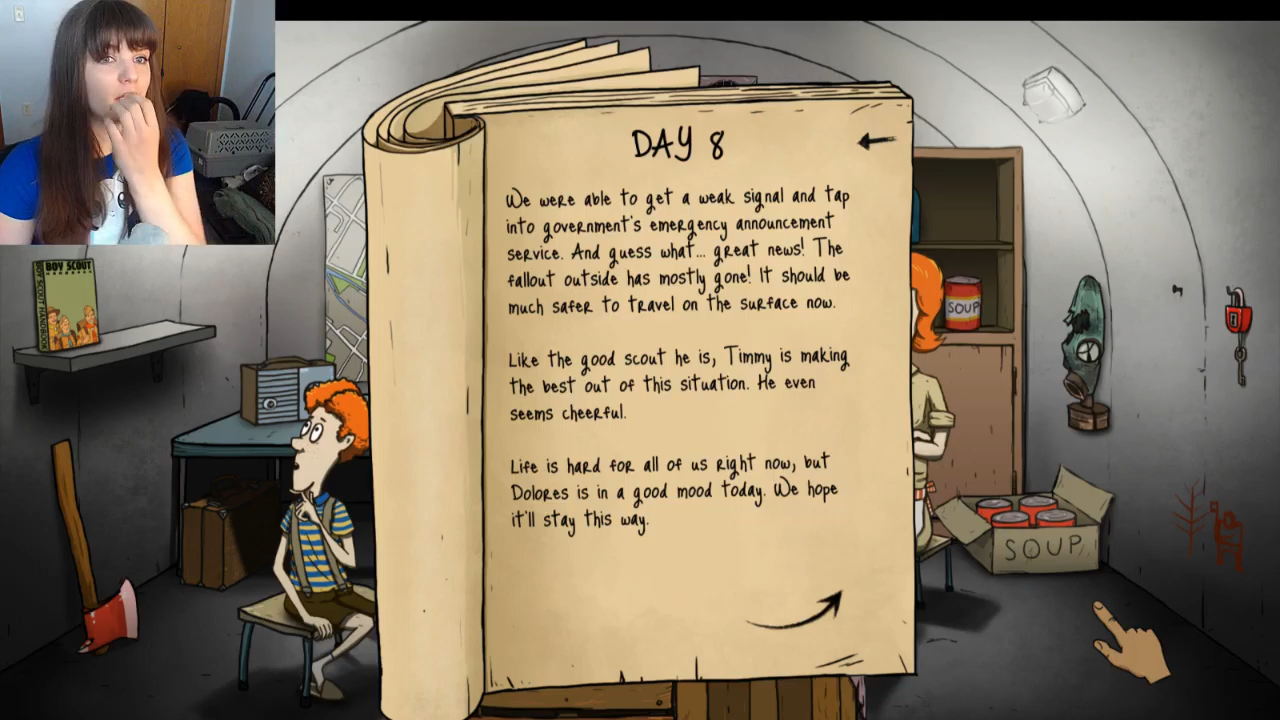 DAY 8
We were able to get a weak signal and tap
into government's emergency announcement
service. And guess what... great news! The
fallout outside has mostly gone! It should be
much safer to travel on the surface now.
Like the good scout he is, Timmy is making
the best out of this situation. He even
seems cheerful.
Life is hard for all of us right now, but
Dolores is in a good mood today. We hope
it'll stay this way.
BOY SCOUT
BOY SCOUT HANDBOOK
SOUP
SOUP